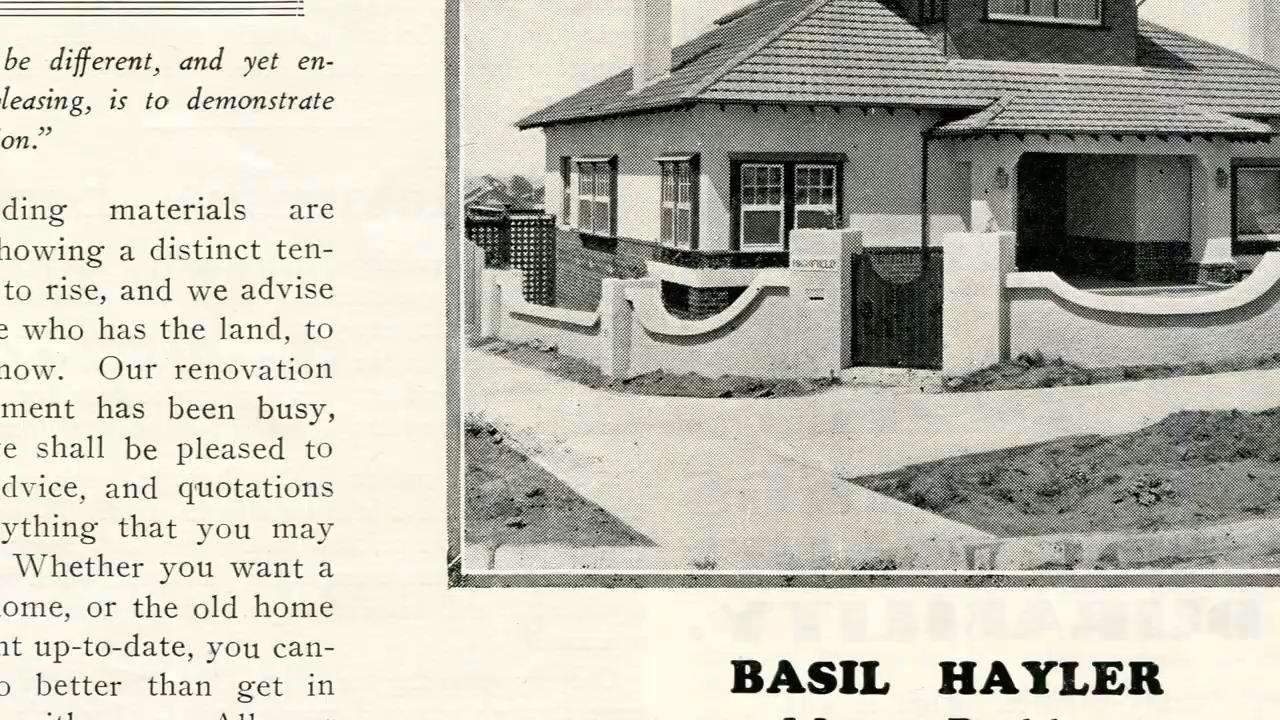 be different, and yet en-
leasing, is to demonstrate
on."
ding materials are
howing a distinct ten-
to rise, and we advise
e who has the land, to
now. Our renovation
ment has been busy,
e shall be pleased to
dvice, and quotations
ything that you may
Whether you want a
ome, or the old home
ht up-to-date, you can-
o better than get in
HIGHFIELD
BASIL HAYLER